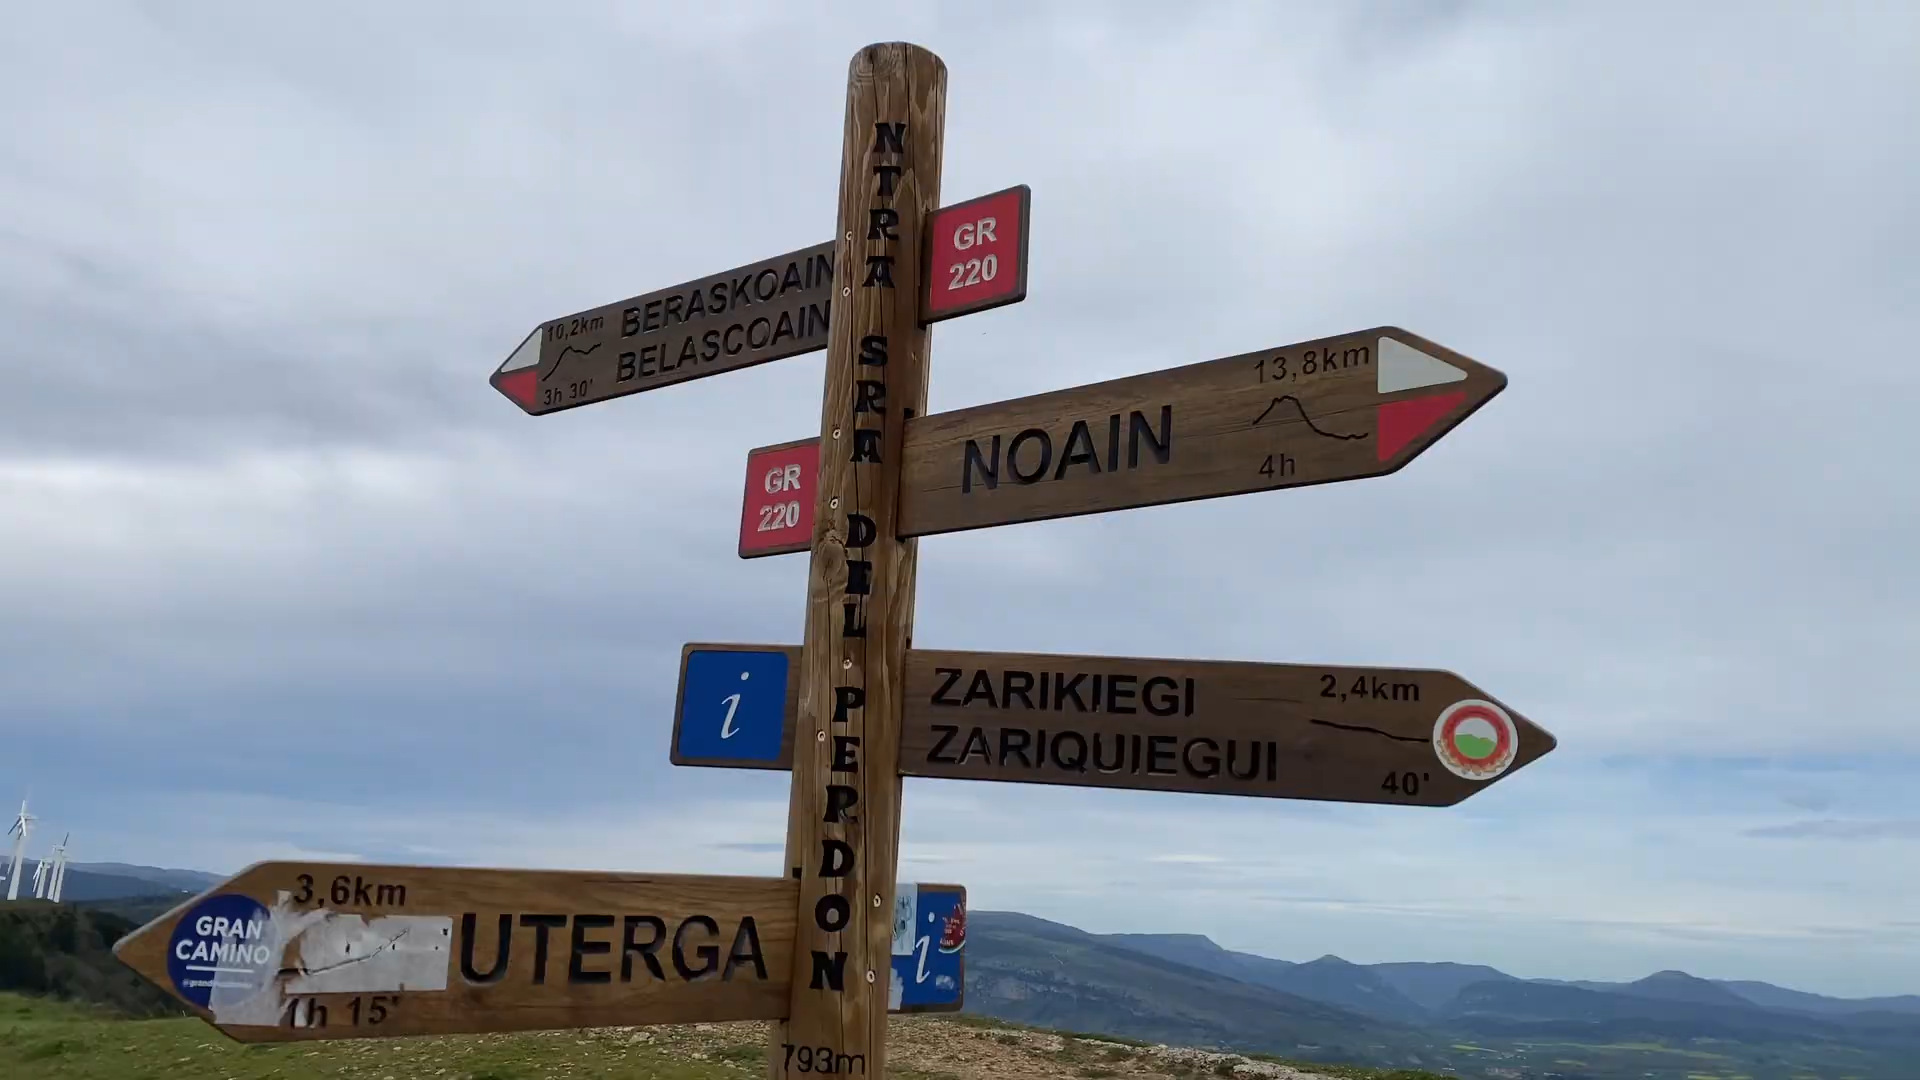 NTRA SRA DEL PERDON
GR
220
10,2km
BERASKOAIN
BELASCOAIN
3h 30'
13,8km
NOAIN
4h
GR
220
i
ZARIKIEGI
ZARIQUIEGUI
2,4km
40'
3,6km
GRAN
CAMINO
UTERGA
1h 15'
i
793m